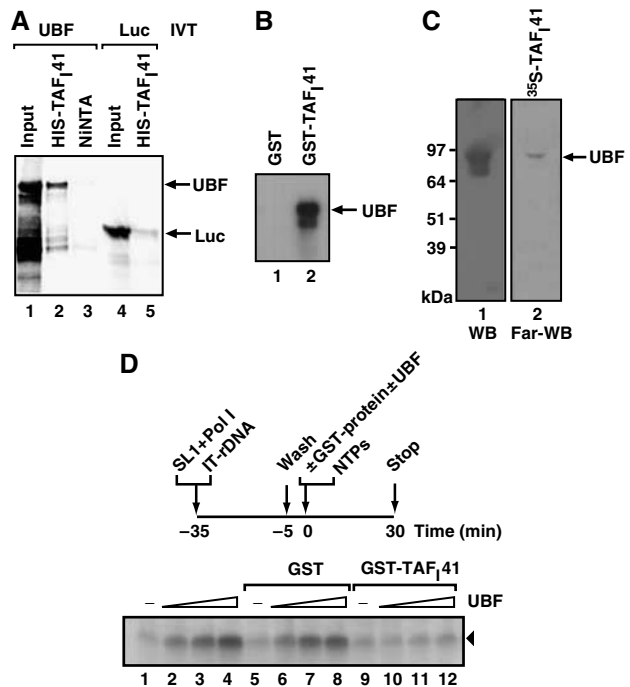 A
UBF Luc IVT
Input HIS-TAFI41 NiNTA Input HIS-TAFI41
UBF
Luc
1 2 3 4 5
B
GST GST-TAFI41
UBF
1 2
C
35S-TAFI41
97
64
51
39
kDa
UBF
1 2
WB Far-WB
D
SL1+Pol I IT-rDNA Wash ±GST-protein±UBF NTPs Stop
−35 −5 0 30 Time (min)
GST GST-TAFI41
− − − UBF
1 2 3 4 5 6 7 8 9 10 11 12